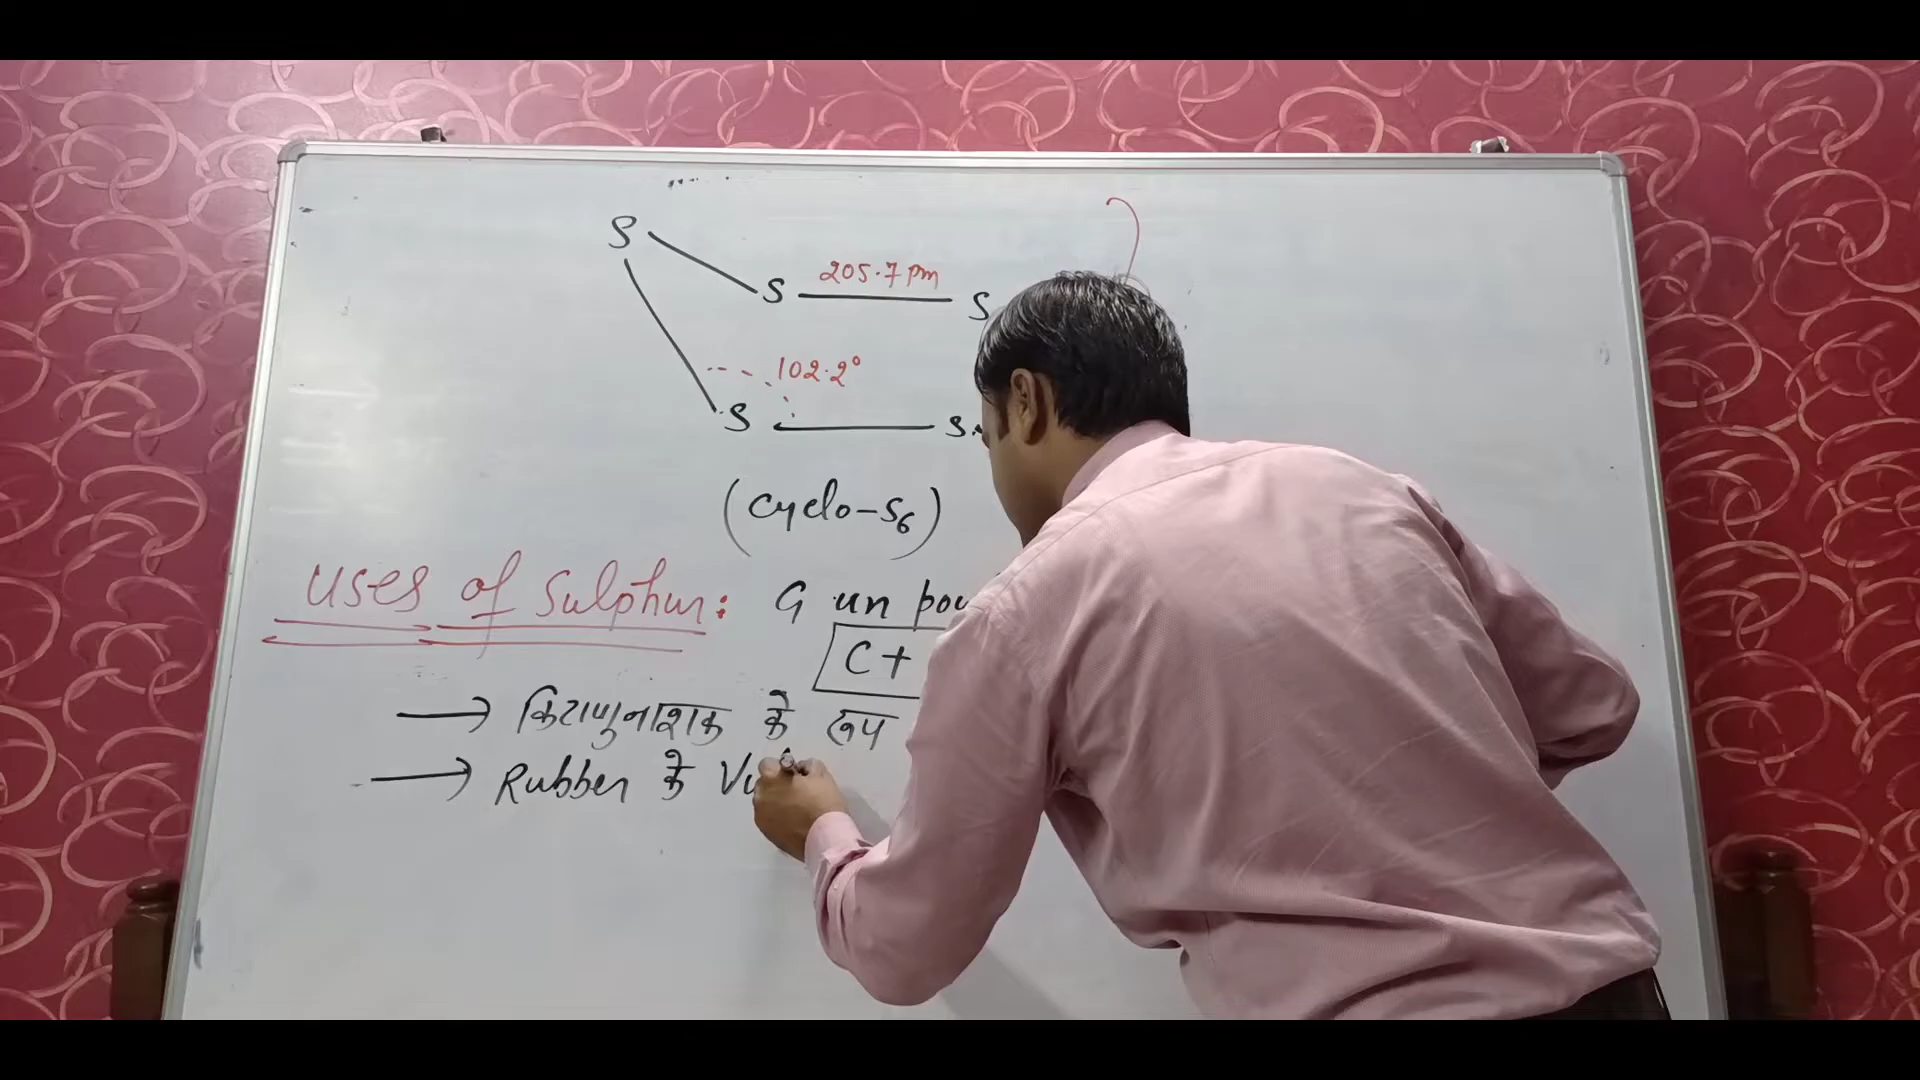 S
S 205.7 pm S
102.2°
S S
(Cyclo-S6)
Uses of Sulphur: Gun pow
C+
→ किटाणुनाशक के रूप
→ Rubber के Vu